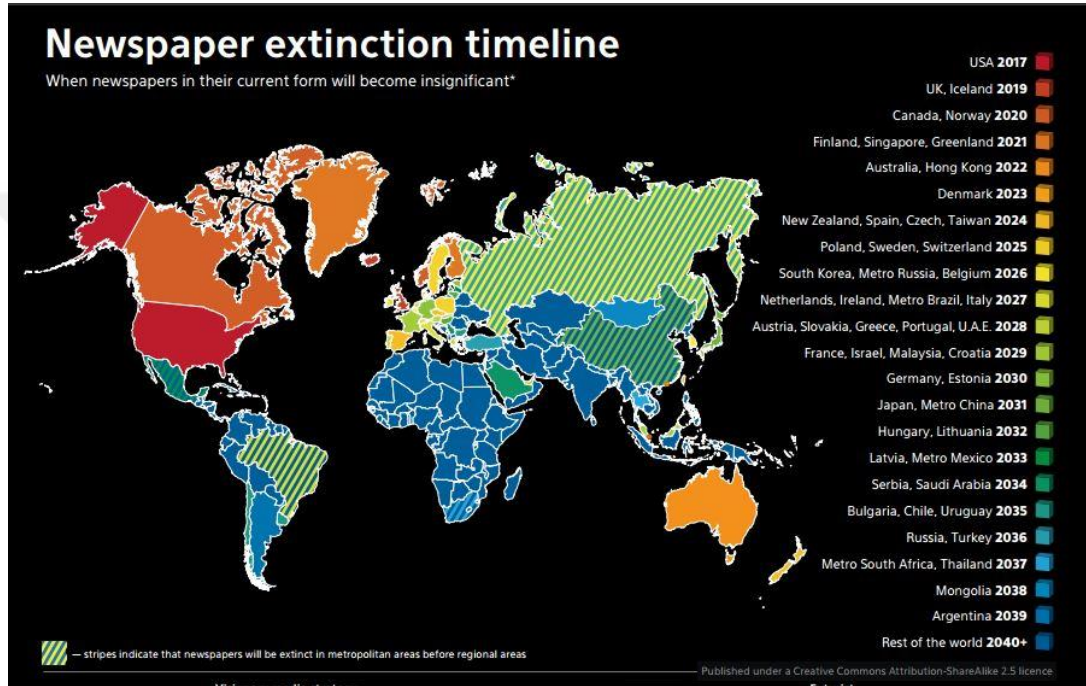 Newspaper extinction timeline
When newspapers in their current form will become insignificant*
USA 2017
UK, Iceland 2019
Canada, Norway 2020
Finland, Singapore, Greenland 2021
Australia, Hong Kong 2022
Denmark 2023
New Zealand, Spain, Czech, Taiwan 2024
Poland, Sweden, Switzerland 2025
South Korea, Metro Russia, Belgium 2026
Netherlands, Ireland, Metro Brazil, Italy 2027
Austria, Slovakia, Greece, Portugal, U.A.E. 2028
France, Israel, Malaysia, Croatia 2029
Germany, Estonia 2030
Japan, Metro China 2031
Hungary, Lithuania 2032
Latvia, Metro Mexico 2033
Serbia, Saudi Arabia 2034
Bulgaria, Chile, Uruguay 2035
Russia, Turkey 2036
Metro South Africa, Thailand 2037
Mongolia 2038
Argentina 2039
Rest of the world 2040+
— stripes indicate that newspapers will be extinct in metropolitan areas before regional areas
Published under a Creative Commons Attribution-ShareAlike 2.5 licence